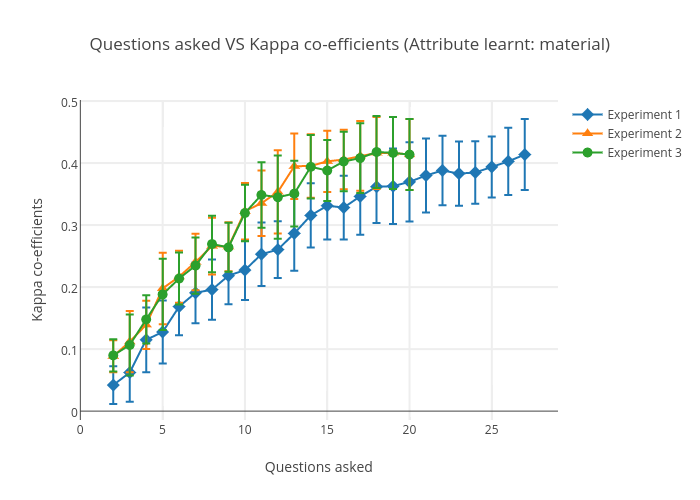 Questions asked VS Kappa co-efficients (Attribute learnt: material)
Experiment 1
Experiment 2
Experiment 3
Kappa co-efficients
0.5
0.4
0.3
0.2
0.1
0
0 5 10 15 20 25
Questions asked